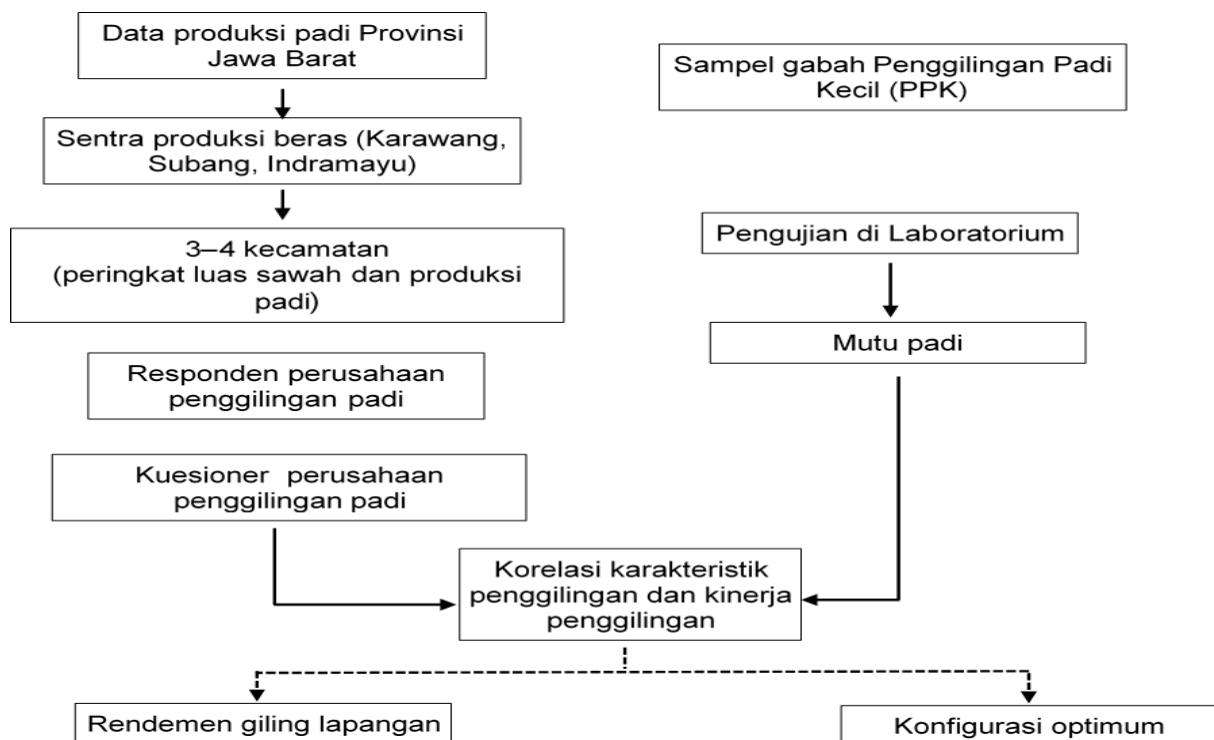 Data produksi padi Provinsi
Jawa Barat
Sentra produksi beras (Karawang,
Subang, Indramayu)
3–4 kecamatan
(peringkat luas sawah dan produksi
padi)
Responden perusahaan
penggilingan padi
Kuesioner perusahaan
penggilingan padi
Sampel gabah Penggilingan Padi
Kecil (PPK)
Pengujian di Laboratorium
Mutu padi
Korelasi karakteristik
penggilingan dan kinerja
penggilingan
Rendemen giling lapangan
Konfigurasi optimum